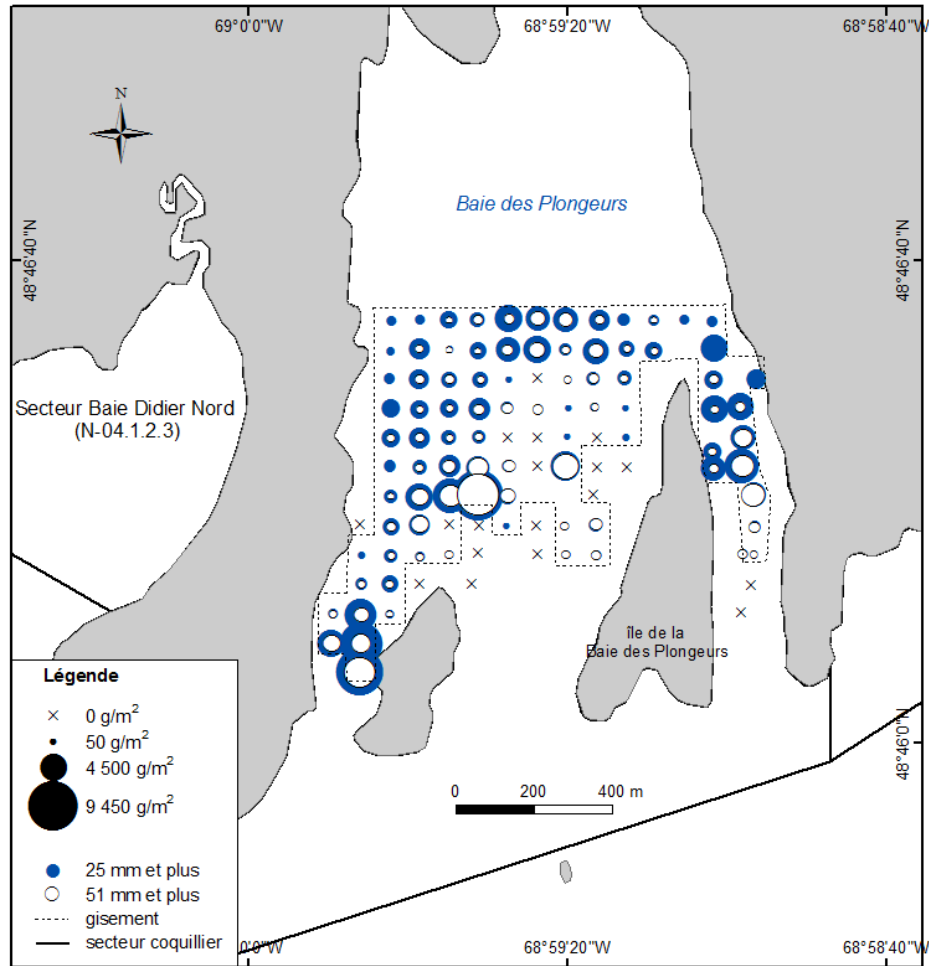 69°0'0"W
68°59'20"W
68°58'40"W
N
48°46'40"N
48°46'40"N
Baie des Plongeurs
Secteur Baie Didier Nord
(N-04.1.2.3)
île de la
Baie des Plongeurs
Légende
0 g/m²
50 g/m²
4 500 g/m²
9 450 g/m²
25 mm et plus
51 mm et plus
gisement
secteur coquillier
0
200
400 m
48°46'0"N
68°59'20"W
68°58'40"W